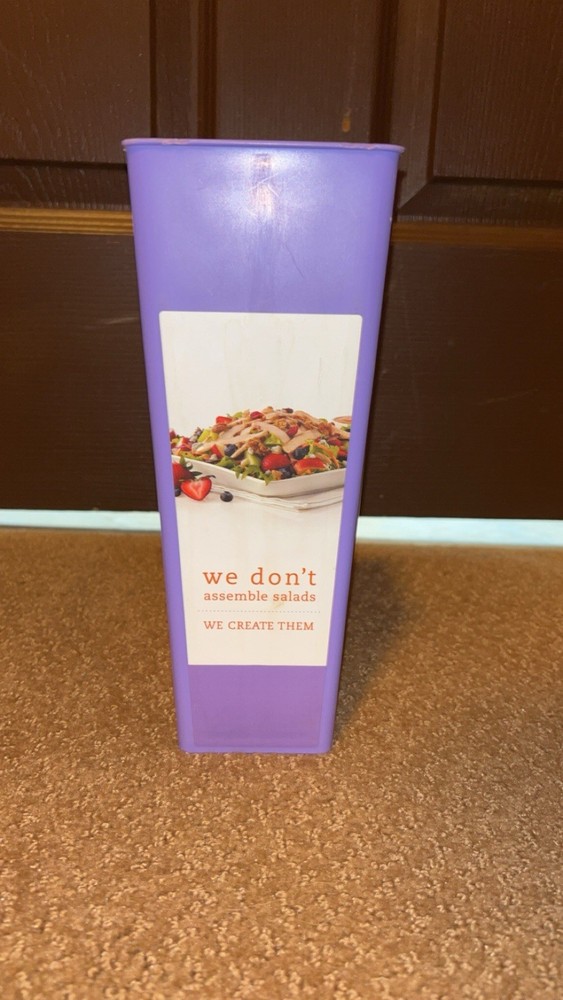 we don't
assemble salads
WE CREATE THEM